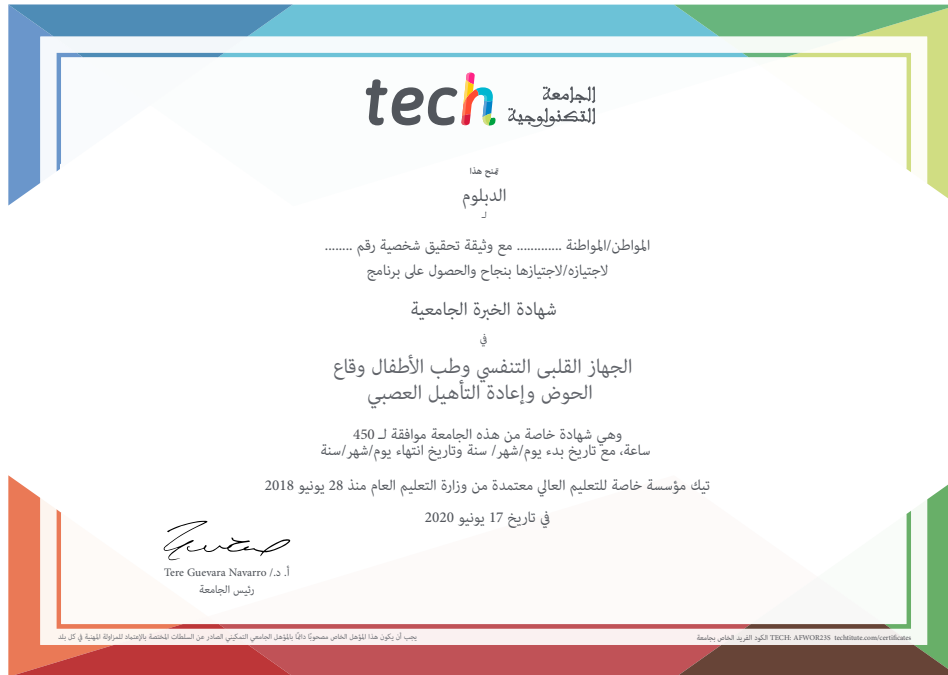 tech الجامعة
التكنولوجية
تمنح هذا
الدبلوم
لـ
المواطن/المواطنة ............. مع وثيقة تحقيق شخصية رقم ........
لاجتيازه/لاجتيازها بنجاح والحصول على برنامج
شهادة الخبرة الجامعية
في
الجهاز القلبى التنفسي وطب الأطفال وقاع
الحوض وإعادة التأهيل العصبي
وهي شهادة خاصة من هذه الجامعة موافقة لـ 450
ساعة، مع تاريخ بدء يوم/شهر/ سنة وتاريخ انتهاء يوم/شهر/سنة
تيك مؤسسة خاصة للتعليم العالي معتمدة من وزارة التعليم العام منذ 28 يونيو 2018
في تاريخ 17 يونيو 2020
أ. د./ Tere Guevara Navarro
رئيس الجامعة
الكود الفريد الخاص بجامعة TECH: AFWOR23S techtitute.com/certificates
يجب أن يكون هذا المؤهل الخاص مصحوبًا دائمًا بالمؤهل الجامعي التمكيني الصادر عن السلطات المختصة بالإعتماد للمزاولة المهنية في كل بلد